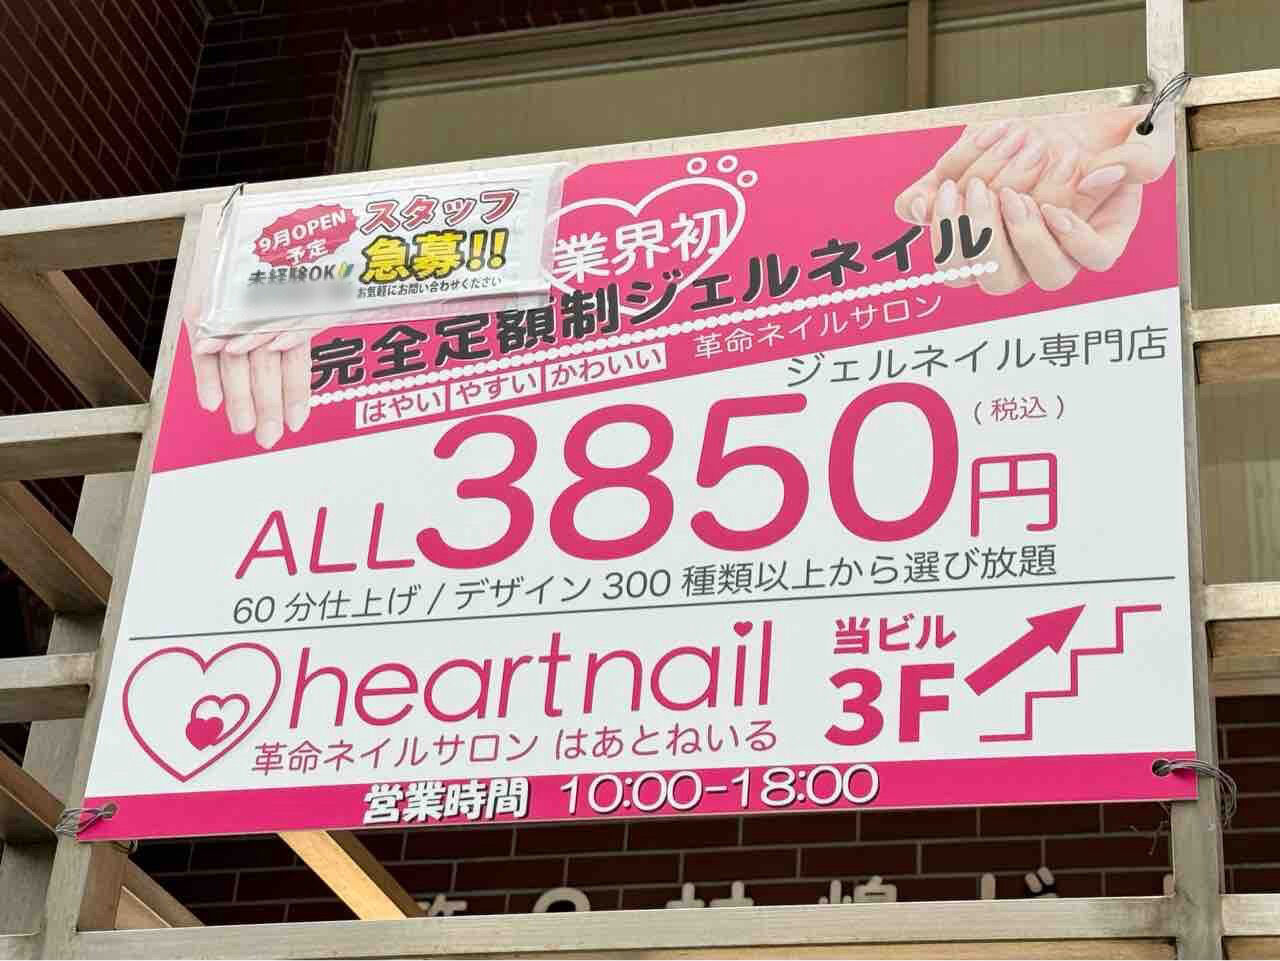 9月OPEN
予定
スタッフ
急募!!
未経験OK
お気軽にお問い合わせください
業界初
完全定額制ジェルネイル
はやい やすい かわいい
革命ネイルサロン
ジェルネイル専門店
ALL3850円
(税込)
60分仕上げ/デザイン300種類以上から選び放題
heartnail
革命ネイルサロン はあとねいる
当ビル
3F
営業時間 10:00-18:00